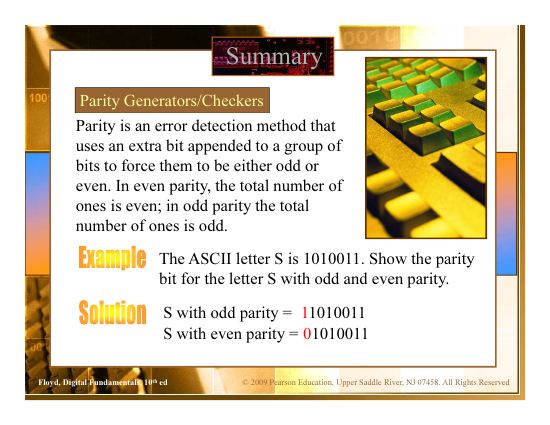 Summary
Parity Generators/Checkers
Parity is an error detection method that
uses an extra bit appended to a group of
bits to force them to be either odd or
even. In even parity, the total number of
ones is even; in odd parity the total
number of ones is odd.
Example
The ASCII letter S is 1010011. Show the parity
bit for the letter S with odd and even parity.
Solution
S with odd parity = 11010011
S with even parity = 01010011
Floyd, Digital Fundamentals, 10th ed
© 2009 Pearson Education, Upper Saddle River, NJ 07458. All Rights Reserved